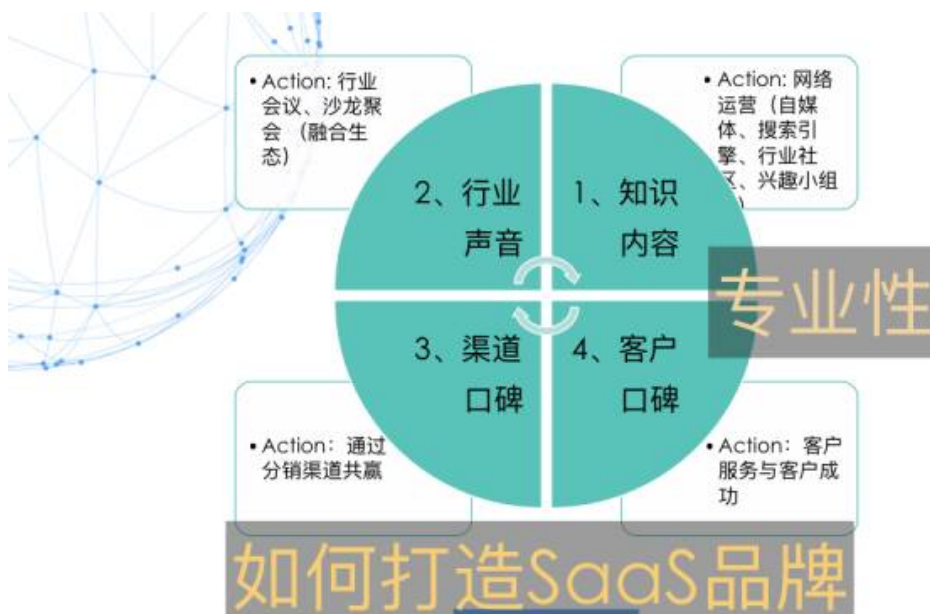 • Action: 行业
会议、沙龙聚
会 （融合生
态）
• Action: 网络
运营（自媒
体、搜索引
擎、行业社
、兴趣小组
2、行业
声音
1、知识
内容
专业性
3、渠道
口碑
4、客户
口碑
• Action：通过
分销渠道共赢
• Action：客户
服务与客户成
功
如何打造SaaS品牌